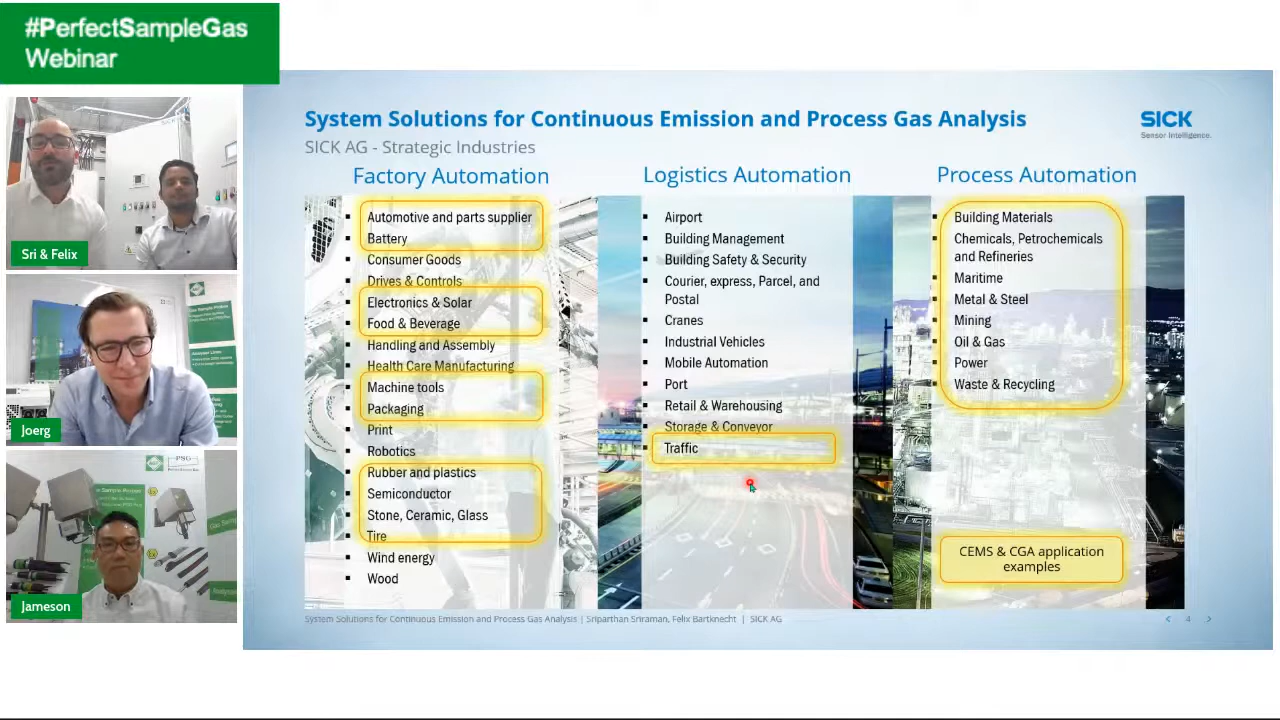 #PerfectSampleGas
Webinar
System Solutions for Continuous Emission and Process Gas Analysis
SICK
Sensor Intelligence.
SICK AG - Strategic Industries
Factory Automation
Automotive and parts supplier
Battery
Consumer Goods
Drives & Controls
Electronics & Solar
Food & Beverage
Handling and Assembly
Health Care Manufacturing
Machine tools
Packaging
Print
Robotics
Rubber and plastics
Semiconductor
Stone, Ceramic, Glass
Tire
Wind energy
Wood
Logistics Automation
Airport
Building Management
Building Safety & Security
Courier, express, Parcel, and
Postal
Cranes
Industrial Vehicles
Mobile Automation
Port
Retail & Warehousing
Storage & Conveyor
Traffic
Process Automation
Building Materials
Chemicals, Petrochemicals
and Refineries
Maritime
Metal & Steel
Mining
Oil & Gas
Power
Waste & Recycling
CEMS & CGA application
examples
System Solutions for Continuous Emission and Process Gas Analysis | Sriparthan Sriraman, Felix Bartknecht | SICK AG
4
Sri & Felix
Joerg
PSG
Jameson